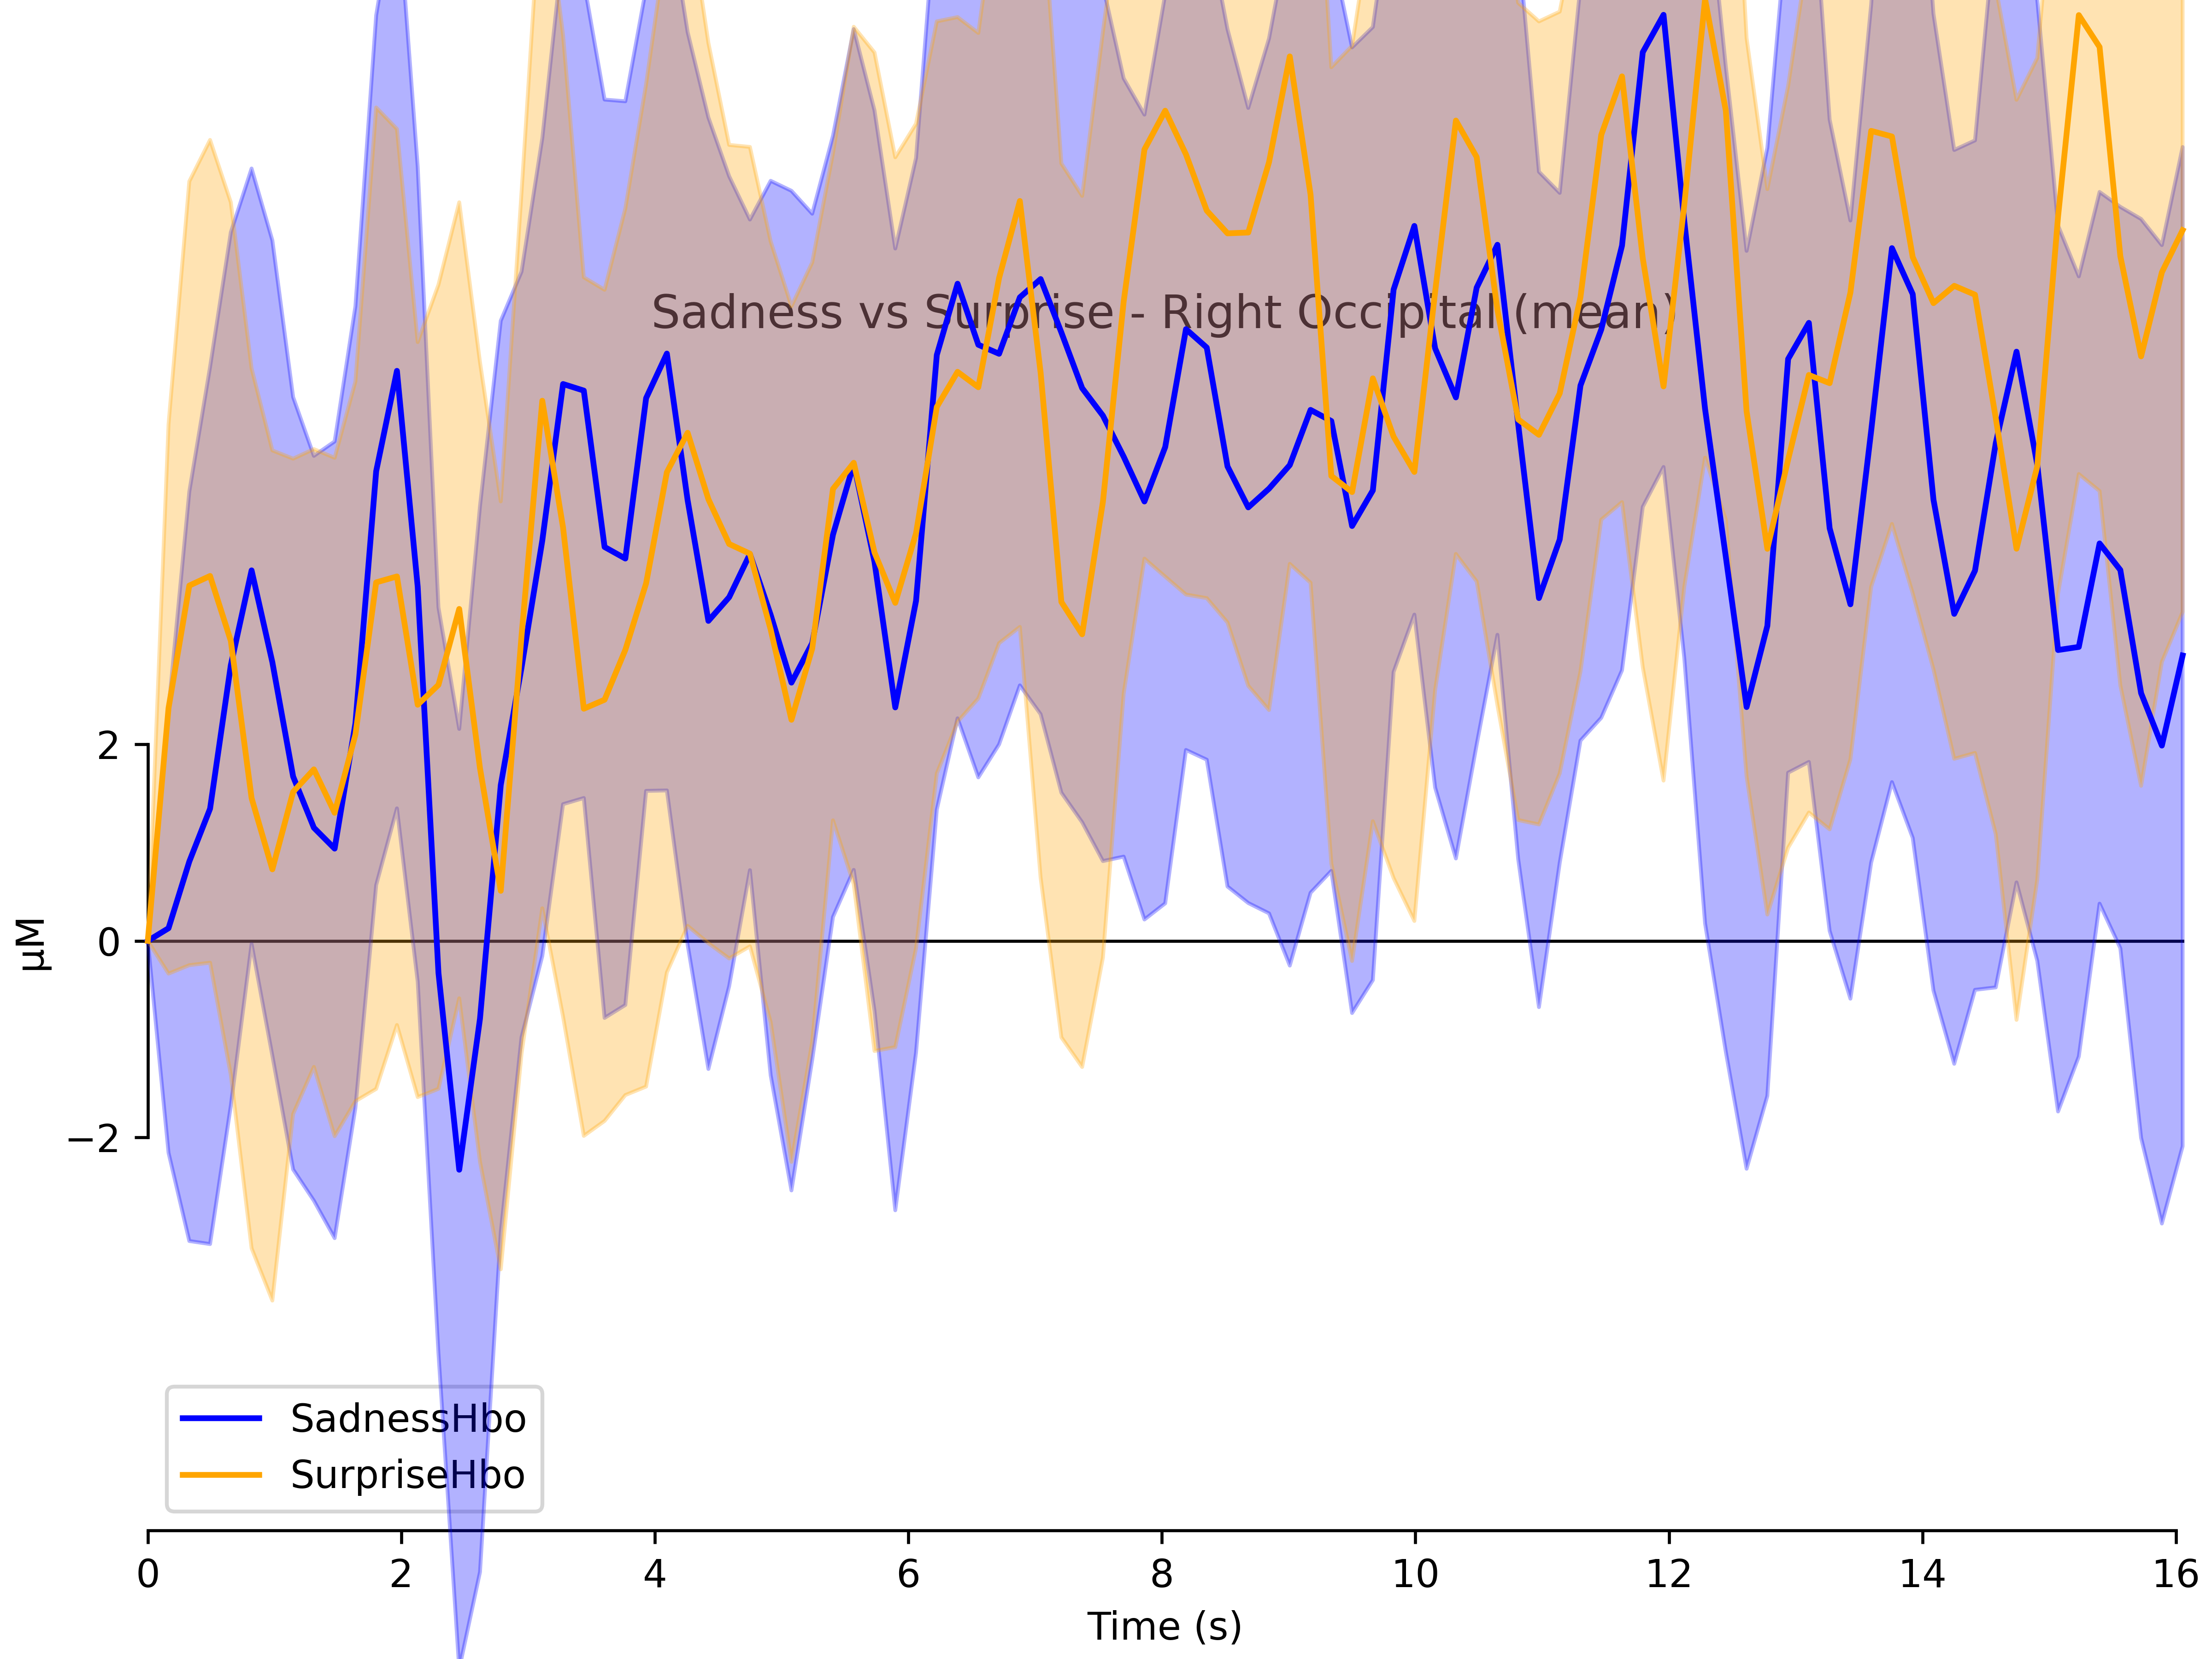 Sadness vs Surprise - Right Occipital (mean)
2
0
−2
μM
SadnessHbo
SurpriseHbo
0 2 4 6 8 10 12 14 16
Time (s)